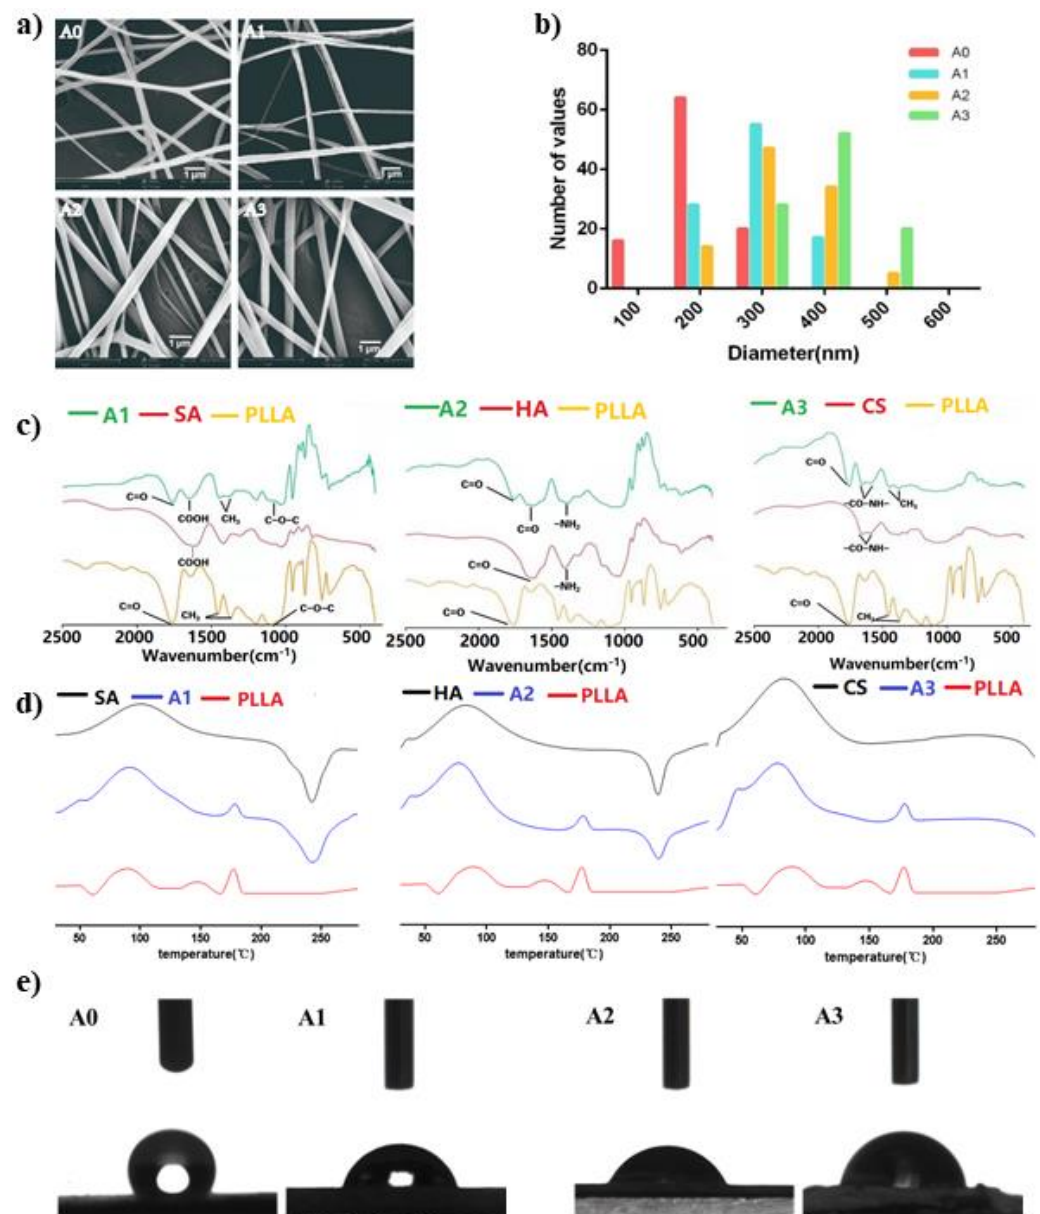 a)
A0
A1
1 μm
μm
A2
A3
1 μm
1 μm
b)
80
60
40
20
0
Number of values
A0
A1
A2
A3
100
200
300
400
500
600
Diameter(nm)
c)
A1 SA PLLA
C=O
COOH
CH₃
C-O-C
COOH
C=O
CH₃
C-O-C
2500 2000 1500 1000 500
Wavenumber(cm⁻¹)
A2 HA PLLA
C=O
C=O
-NH₂
C=O
-NH₂
C=O
2500 2000 1500 1000 500
Wavenumber(cm⁻¹)
A3 CS PLLA
C=O
-CO-NH-
CH₃
-CO-NH-
C=O
CH₃
2500 2000 1500 1000 500
Wavenumber(cm⁻¹)
d)
SA A1 PLLA
50 100 150 200 250
temperature(℃)
HA A2 PLLA
50 100 150 200 250
temperature(℃)
CS A3 PLLA
50 100 150 200 250
temperature(℃)
e)
A0
A1
A2
A3